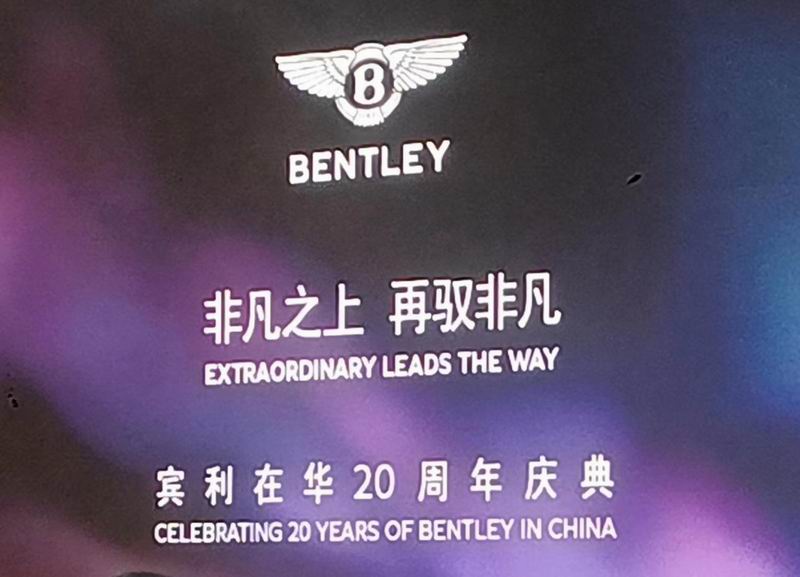 B
BENTLEY
非凡之上 再驭非凡
EXTRAORDINARY LEADS THE WAY
宾利在华20周年庆典
CELEBRATING 20 YEARS OF BENTLEY IN CHINA